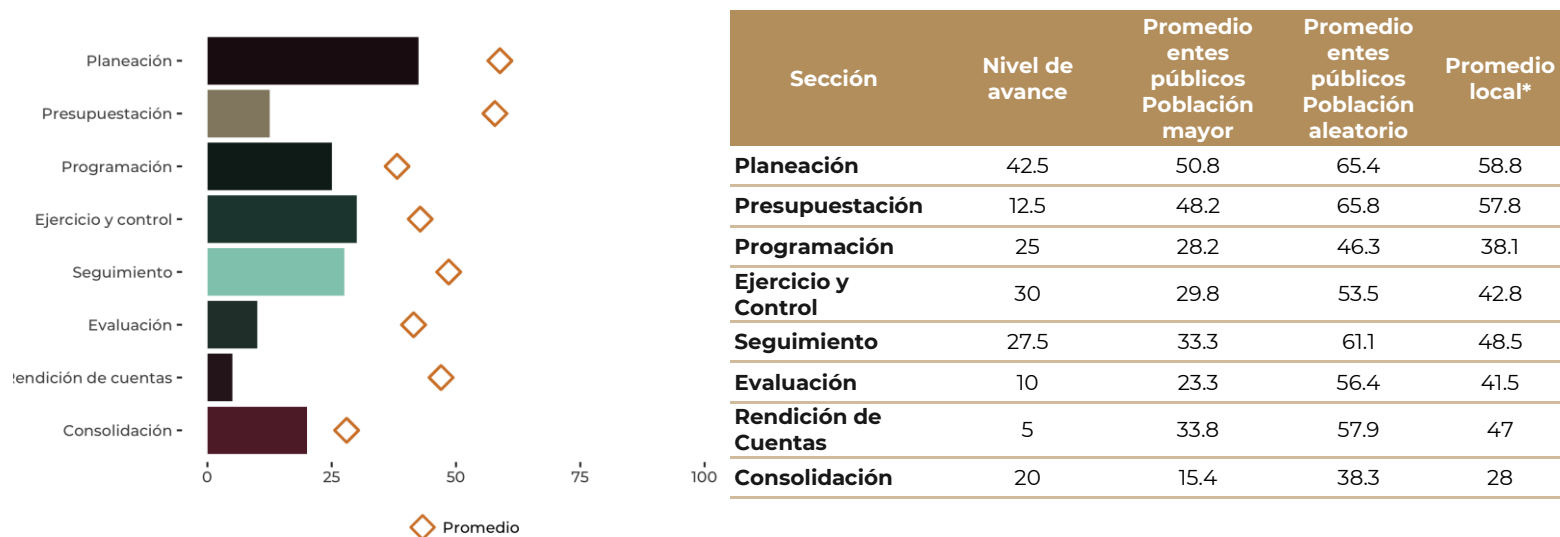 Planeación
Presupuestación
Programación
Ejercicio y control
Seguimiento
Evaluación
endición de cuentas
Consolidación
0 25 50 75 100
Promedio
Sección Nivel de avance Promedio entes públicos Población mayor Promedio entes públicos Población aleatorio Promedio local*
Planeación 42.5 50.8 65.4 58.8
Presupuestación 12.5 48.2 65.8 57.8
Programación 25 28.2 46.3 38.1
Ejercicio y Control 30 29.8 53.5 42.8
Seguimiento 27.5 33.3 61.1 48.5
Evaluación 10 23.3 56.4 41.5
Rendición de Cuentas 5 33.8 57.9 47
Consolidación 20 15.4 38.3 28